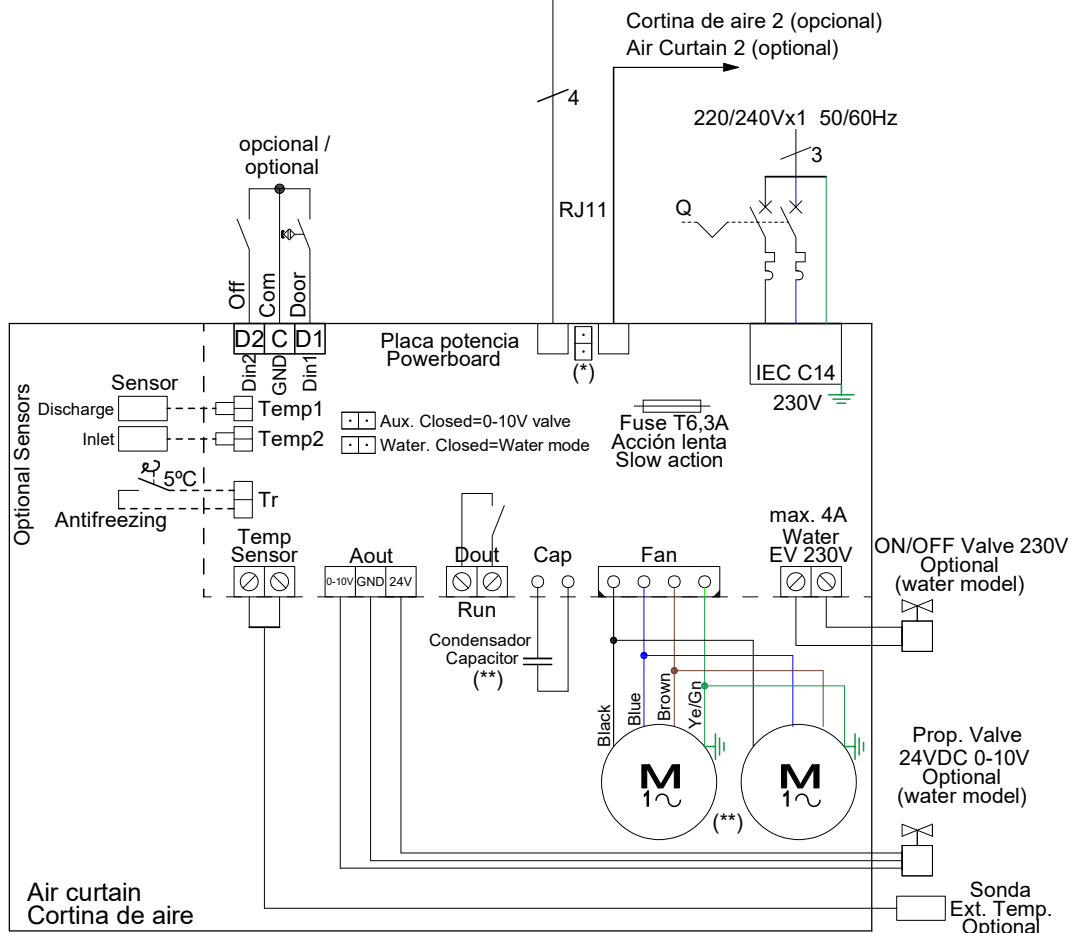 Cortina de aire 2 (opcional)
Air Curtain 2 (optional)
4
220/240Vx1 50/60Hz
3
opcional /
optional
RJ11
Q
Off
Com
Door
D2 C D1
Din2
GND
Din1
Placa potencia
Powerboard
(*)
IEC C14
230V
Optional Sensors
Sensor
Discharge
Temp1
Inlet
Temp2
Aux. Closed=0-10V valve
Water. Closed=Water mode
Fuse T6,3A
Acción lenta
Slow action
5ºC
Tr
Antifreezing
Temp
Sensor
Aout
0-10V GND 24V
Dout
Run
Cap
Fan
max. 4A
Water
EV 230V
ON/OFF Valve 230V
Optional
(water model)
Condensador
Capacitor
(**)
Black
Blue
Brown
Ye/Gn
M
1
M
1
(**)
Prop. Valve
24VDC 0-10V
Optional
(water model)
Air curtain
Cortina de aire
Sonda
Ext. Temp.
Optional